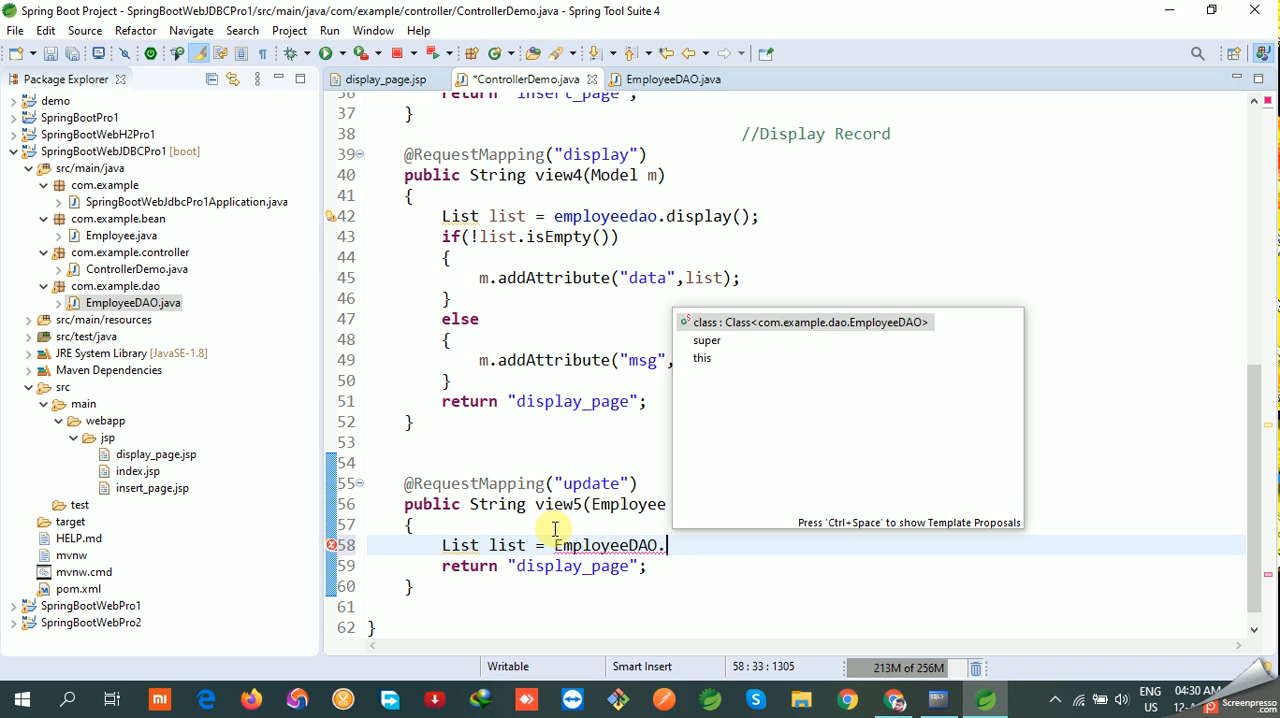 Spring Boot Project - SpringBootWebJDBCPro1/src/main/java/com/example/controller/ControllerDemo.java - Spring Tool Suite 4
File Edit Source Refactor Navigate Search Project Run Window Help
Package Explorer
display_page.jsp *ControllerDemo.java EmployeeDAO.java
demo
SpringBootPro1
SpringBootWebH2Pro1
SpringBootWebJDBCPro1 [boot]
src/main/java
com.example
SpringBootWebJdbcPro1Application.java
com.example.bean
Employee.java
com.example.controller
ControllerDemo.java
com.example.dao
EmployeeDAO.java
src/main/resources
src/test/java
JRE System Library [JavaSE-1.8]
Maven Dependencies
src
main
webapp
jsp
display_page.jsp
index.jsp
insert_page.jsp
test
target
HELP.md
mvnw
mvnw.cmd
pom.xml
SpringBootWebPro1
SpringBootWebPro2
36 return "insert_page";
37 }
38 //Display Record
39 @RequestMapping("display")
40 public String view4(Model m)
41 {
42 List list = employeedao.display();
43 if(!list.isEmpty())
44 {
45 m.addAttribute("data",list);
46 }
47 else
48 {
49 m.addAttribute("msg",
50 }
51 return "display_page";
52 }
53
54
55 @RequestMapping("update")
56 public String view5(Employee
57 {
58 List list = EmployeeDAO.
59 return "display_page";
60 }
61
62 }
class : Class<com.example.dao.EmployeeDAO>
super
this
Press 'Ctrl+Space' to show Template Proposals
Writable Smart Insert 58 : 33 : 1305 213M of 256M
ENG 04:30 AM
US 12-A
Screenpresso.com